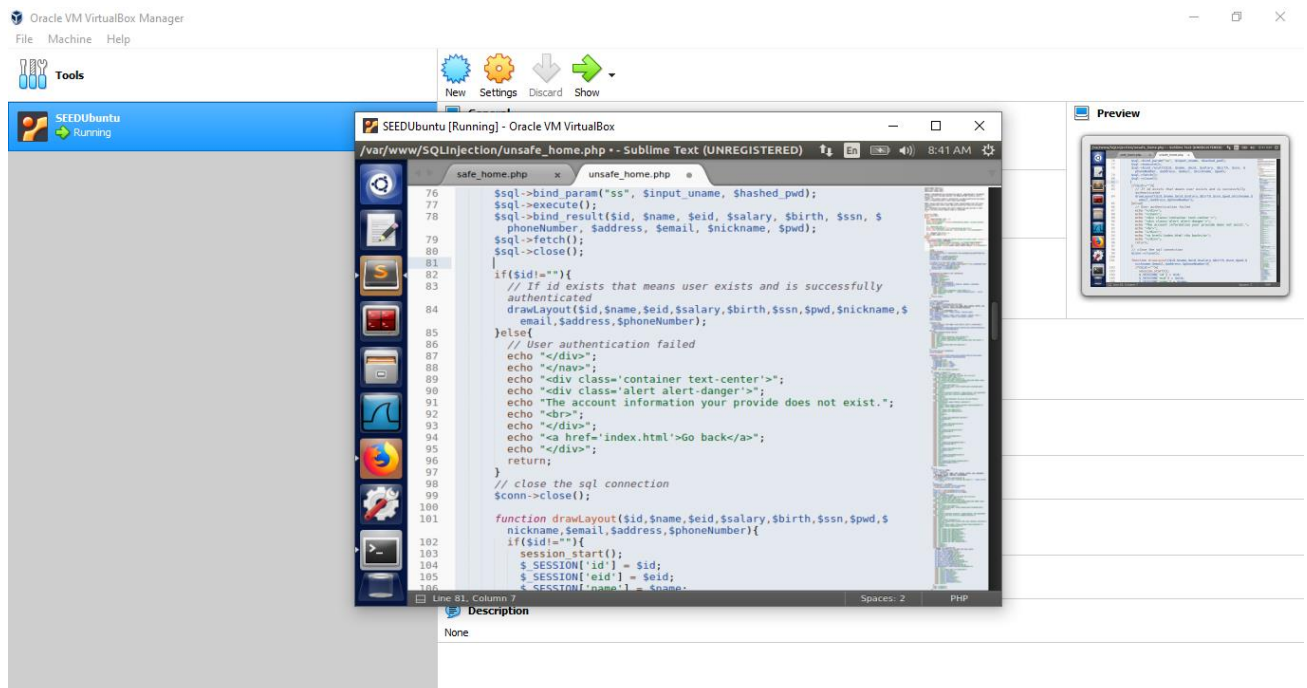 Oracle VM VirtualBox Manager
File Machine Help
Tools
New Settings Discard Show
SEEDUbuntu
Running
General
Preview
SEEDUbuntu [Running] - Oracle VM VirtualBox
/var/www/SQLInjection/unsafe_home.php • - Sublime Text (UNREGISTERED) En 8:41 AM
safe_home.php x unsafe_home.php
76 $sql->bind_param("ss", $input_uname, $hashed_pwd);
77 $sql->execute();
78 $sql->bind_result($id, $name, $eid, $salary, $birth, $ssn, $
phoneNumber, $address, $email, $nickname, $pwd);
79 $sql->fetch();
80 $sql->close();
81
82 if($id!=""){
83 // If id exists that means user exists and is successfully
authenticated
84 drawLayout($id,$name,$eid,$salary,$birth,$ssn,$pwd,$nickname,$
email,$address,$phoneNumber);
85 }else{
86 // User authentication failed
87 echo "</div>";
88 echo "</nav>";
89 echo "<div class='container text-center'>";
90 echo "<div class='alert alert-danger'>";
91 echo "The account information your provide does not exist.";
92 echo "<br>";
93 echo "</div>";
94 echo "<a href='index.html'>Go back</a>";
95 echo "</div>";
96 return;
97 }
98 // close the sql connection
99 $conn->close();
100
101 function drawLayout($id,$name,$eid,$salary,$birth,$ssn,$pwd,$
nickname,$email,$address,$phoneNumber){
102 if($id!=""){
103 session_start();
104 $_SESSION['id'] = $id;
105 $_SESSION['eid'] = $eid;
106 $_SESSION['name'] = $name;
Line 81, Column 7 Spaces: 2 PHP
Description
None